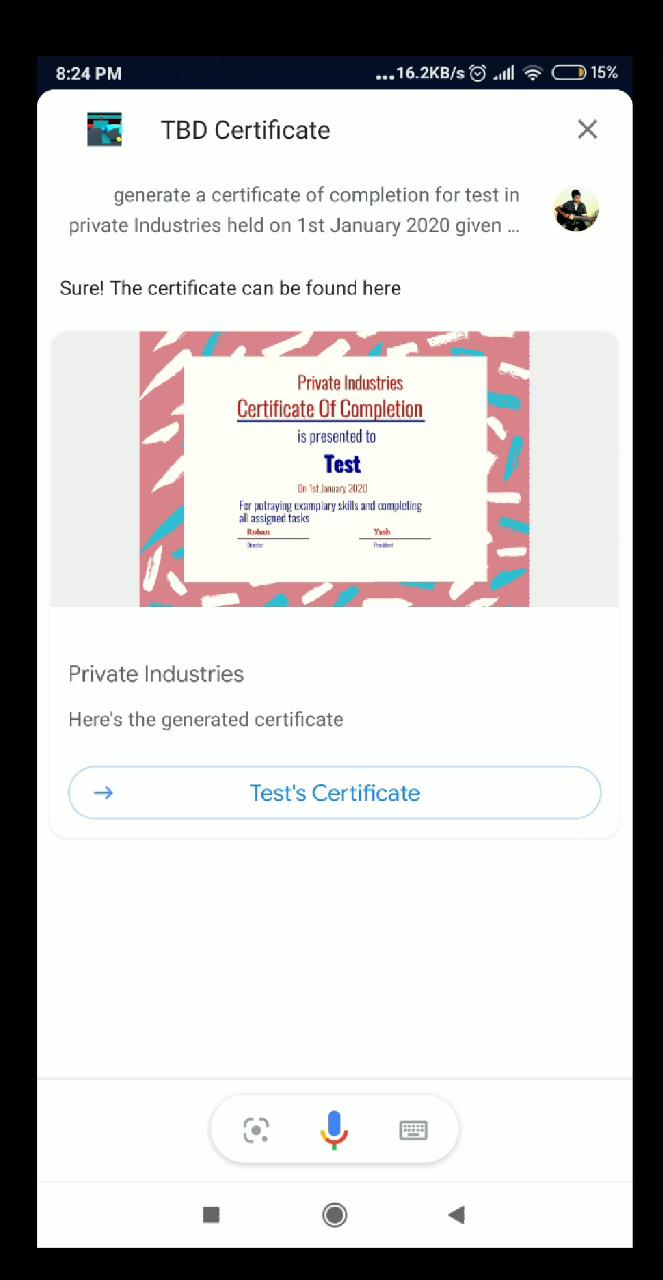 8:24 PM
...16.2KB/s 15%
TBD Certificate
generate a certificate of completion for test in
private Industries held on 1st January 2020 given ...
Sure! The certificate can be found here
Private Industries
Certificate Of Completion
is presented to
Test
On 1st January 2020
For potraying examplary skills and completing
all assigned tasks
Rohan Yash
Director President
Private Industries
Here's the generated certificate
Test's Certificate